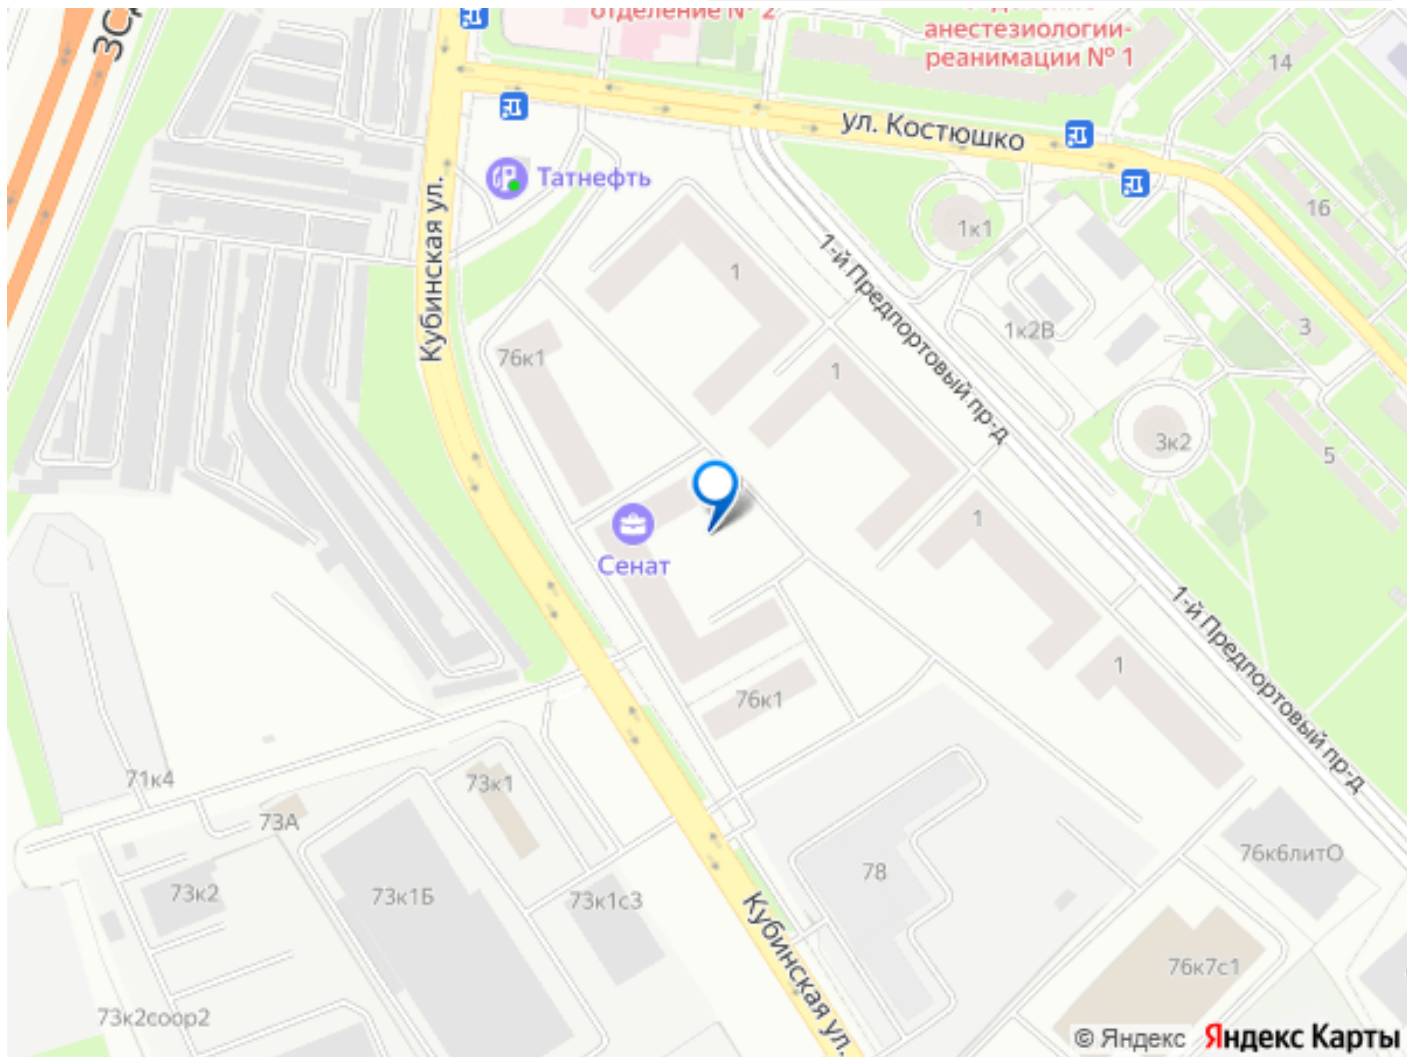 отделение № 2
анестезиологии-
реанимации № 1
14
ул. Костюшко
Татнефть
16
1к1
Кубинская ул.
1-й Предпортовый пр-д
1
1к2В
3
76к1
1
3к2
5
1
Сенат
1-й Предпортовый пр-д
1
76к1
71к4
73к1
73А
76к6литО
78
73к2
73к1Б
73к1с3
Кубинская ул.
76к7с1
73к2соор2
© Яндекс Яндекс Карты